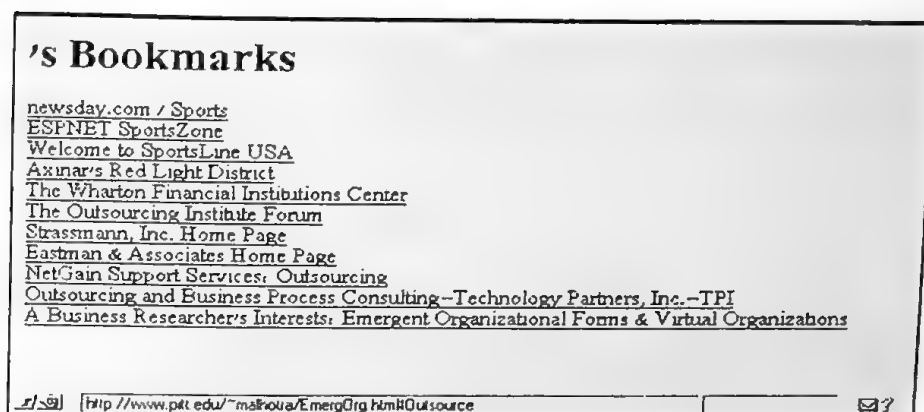 's Bookmarks
newsday.com / Sports
ESPNET SportsZone
Welcome to SportsLine USA
Axinar's Red Light District
The Wharton Financial Institutions Center
The Outsourcing Institute Forum
Strassmann, Inc. Home Page
Eastman & Associates Home Page
NetGain Support Services: Outsourcing
Outsourcing and Business Process Consulting--Technology Partners, Inc.--TPI
A Business Researcher's Interests: Emergent Organizational Forms & Virtual Organizations
http://www.pitt.edu/~malhotra/EmergOrg.html#Outsource